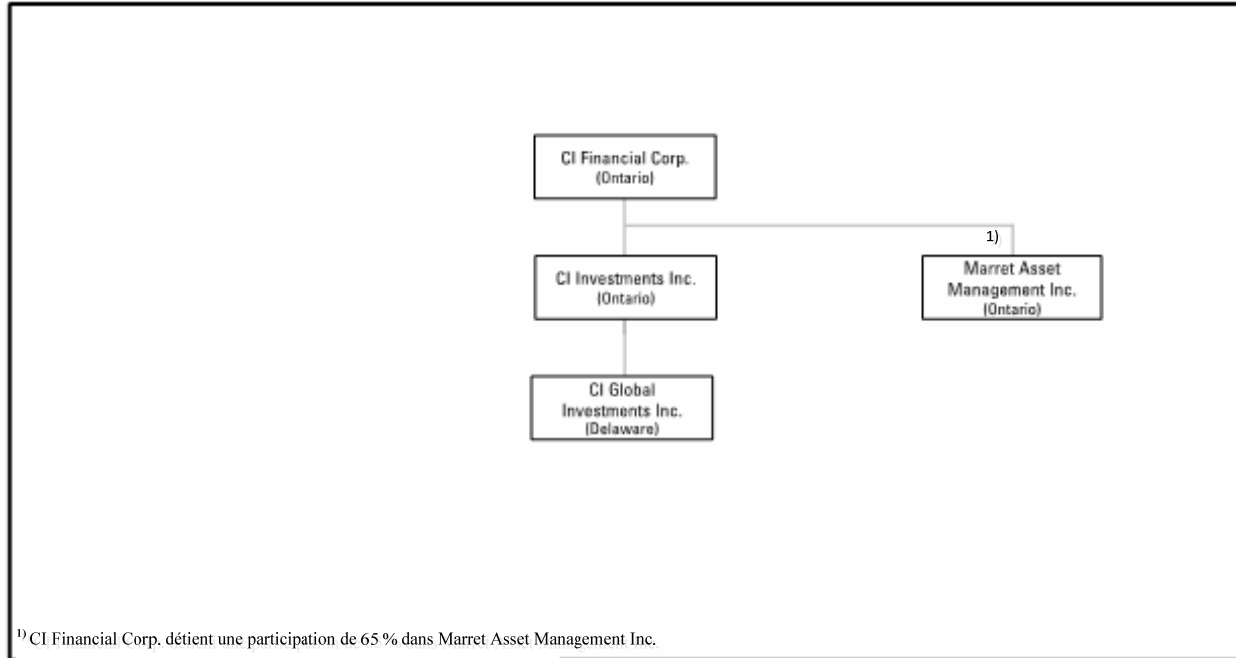 CI Financial Corp.
(Ontario)
1)
CI Investments Inc.
(Ontario)
Marret Asset
Management Inc.
(Ontario)
CI Global
Investments Inc.
(Delaware)
1) CI Financial Corp. détient une participation de 65 % dans Marret Asset Management Inc.